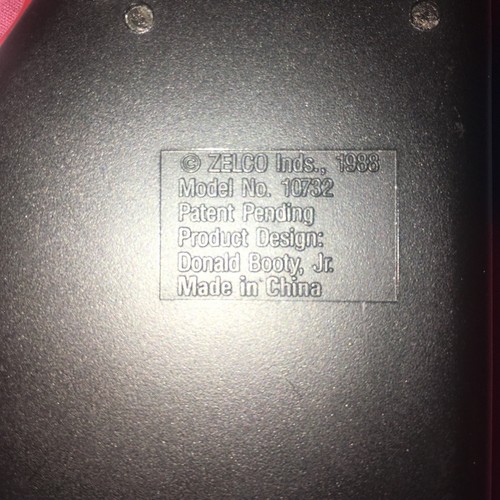 © ZELCO Inds., 1988
Model No. 10732
Patent Pending
Product Design:
Donald Booty, Jr.
Made in China